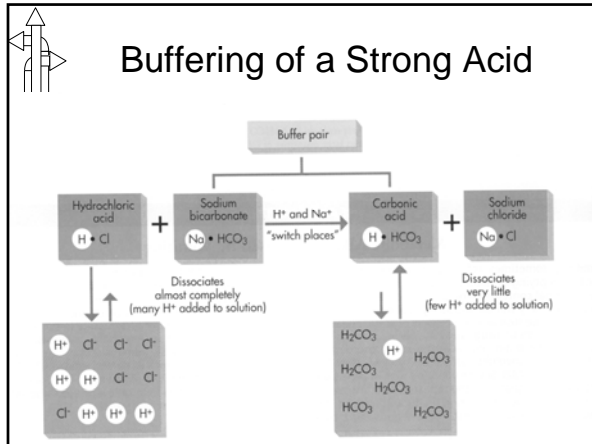 Buffering of a Strong Acid
Buffer pair
Hydrochloric
acid
H • Cl
+
Sodium
bicarbonate
Na • HCO₃
H⁺ and Na⁺
"switch places"
Carbonic
acid
H • HCO₃
+
Sodium
chloride
Na • Cl
Dissociates
almost completely
(many H⁺ added to solution)
Dissociates
very little
(few H⁺ added to solution)
H⁺ Cl⁻ Cl⁻ Cl⁻
H⁺ H⁺ Cl⁻ Cl⁻
Cl⁻ H⁺ H⁺ H⁺
H₂CO₃
H⁺
H₂CO₃
H₂CO₃
H₂CO₃
HCO₃
H₂CO₃